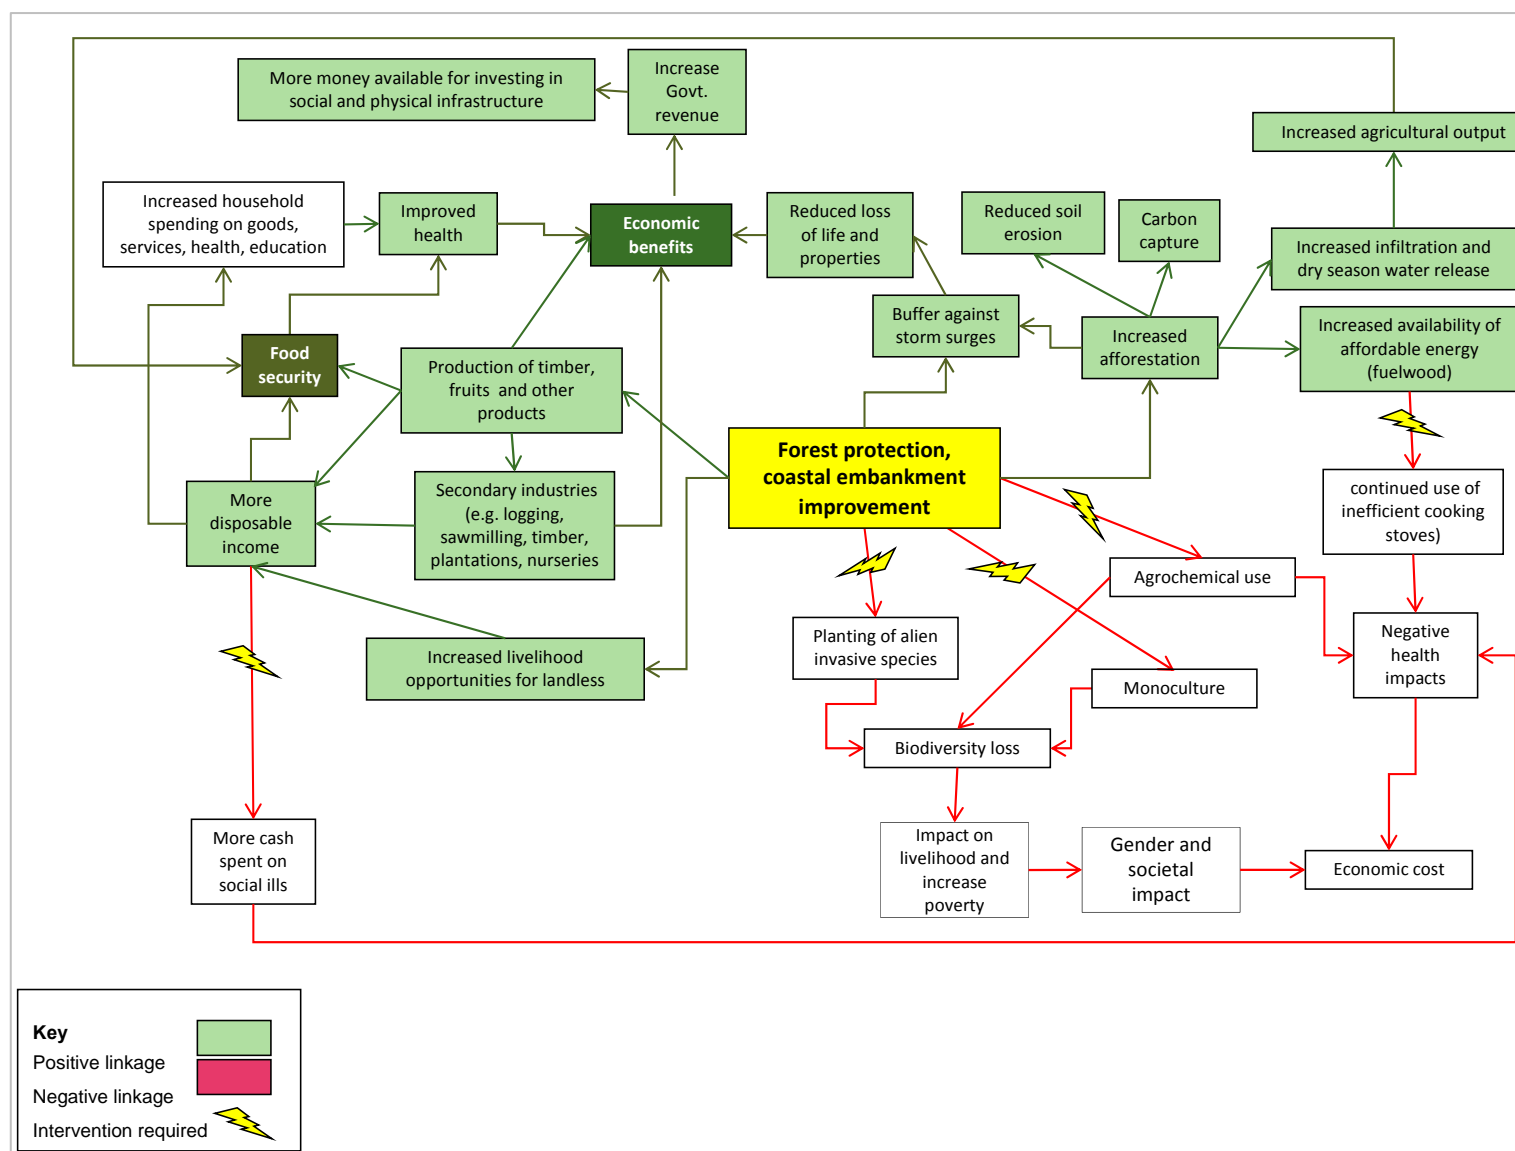 More money available for investing in
social and physical infrastructure
Increase
Govt.
revenue
Increased agricultural output
Increased household
spending on goods,
services, health, education
Improved
health
Economic
benefits
Reduced loss
of life and
properties
Reduced soil
erosion
Carbon
capture
Increased infiltration and
dry season water release
Food
security
Production of timber,
fruits and other
products
Buffer against
storm surges
Increased
afforestation
Increased availability of
affordable energy
(fuelwood)
More
disposable
income
Secondary industries
(e.g. logging,
sawmilling, timber,
plantations, nurseries
Forest protection,
coastal embankment
improvement
continued use of
inefficient cooking
stoves)
Agrochemical use
Increased livelihood
opportunities for landless
Planting of alien
invasive species
Monoculture
Negative
health
impacts
Biodiversity loss
More cash
spent on
social ills
Impact on
livelihood and
increase
poverty
Gender and
societal
impact
Economic cost
Key
Positive linkage
Negative linkage
Intervention required